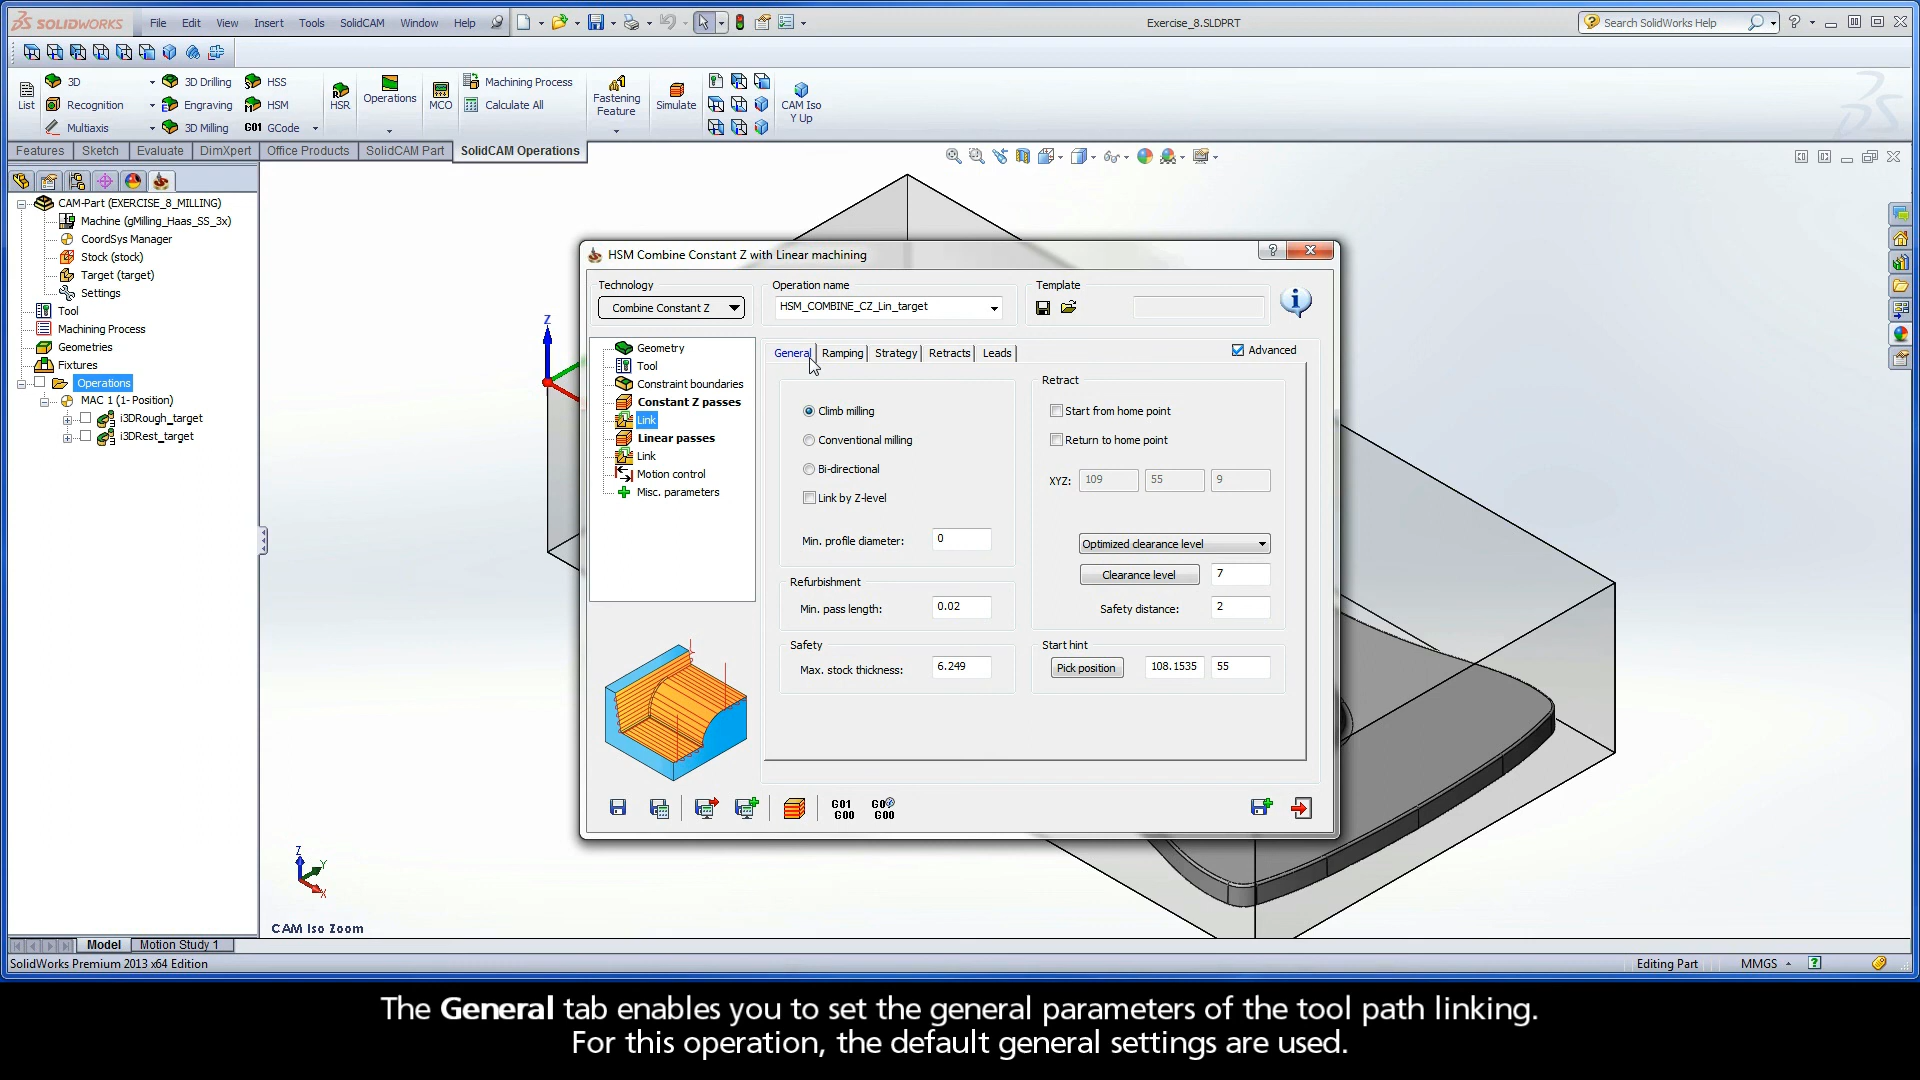 SOLIDWORKS File Edit View Insert Tools SolidCAM Window Help Exercise_8.SLDPRT Search SolidWorks Help
3D 3D Drilling HSS Machining Process
List Recognition Engraving HSM HSR Operations MCO Calculate All Fastening Feature Simulate CAM Iso Y Up
Multiaxis 3D Milling G01 GCode
Features Sketch Evaluate DimXpert Office Products SolidCAM Part SolidCAM Operations
CAM-Part (EXERCISE_8_MILLING)
Machine (gMilling_Haas_SS_3x)
CoordSys Manager
Stock (stock)
Target (target)
Settings
Tool
Machining Process
Geometries
Fixtures
Operations
MAC 1 (1- Position)
i3DRough_target
i3DRest_target
Z
HSM Combine Constant Z with Linear machining
Technology
Combine Constant Z
Operation name
HSM_COMBINE_CZ_Lin_target
Template
Geometry
Tool
Constraint boundaries
Constant Z passes
Link
Linear passes
Link
Motion control
Misc. parameters
General Ramping Strategy Retracts Leads Advanced
Climb milling
Conventional milling
Bi-directional
Link by Z-level
Min. profile diameter: 0
Refurbishment
Min. pass length: 0.02
Safety
Max. stock thickness: 6.249
Retract
Start from home point
Return to home point
XYZ: 109 55 9
Optimized clearance level
Clearance level 7
Safety distance: 2
Start hint
Pick position 108.1535 55
G01 G00 G0 G00
Z Y X
CAM Iso Zoom
Model Motion Study 1
SolidWorks Premium 2013 x64 Edition Editing Part MMGS
The General tab enables you to set the general parameters of the tool path linking.
For this operation, the default general settings are used.